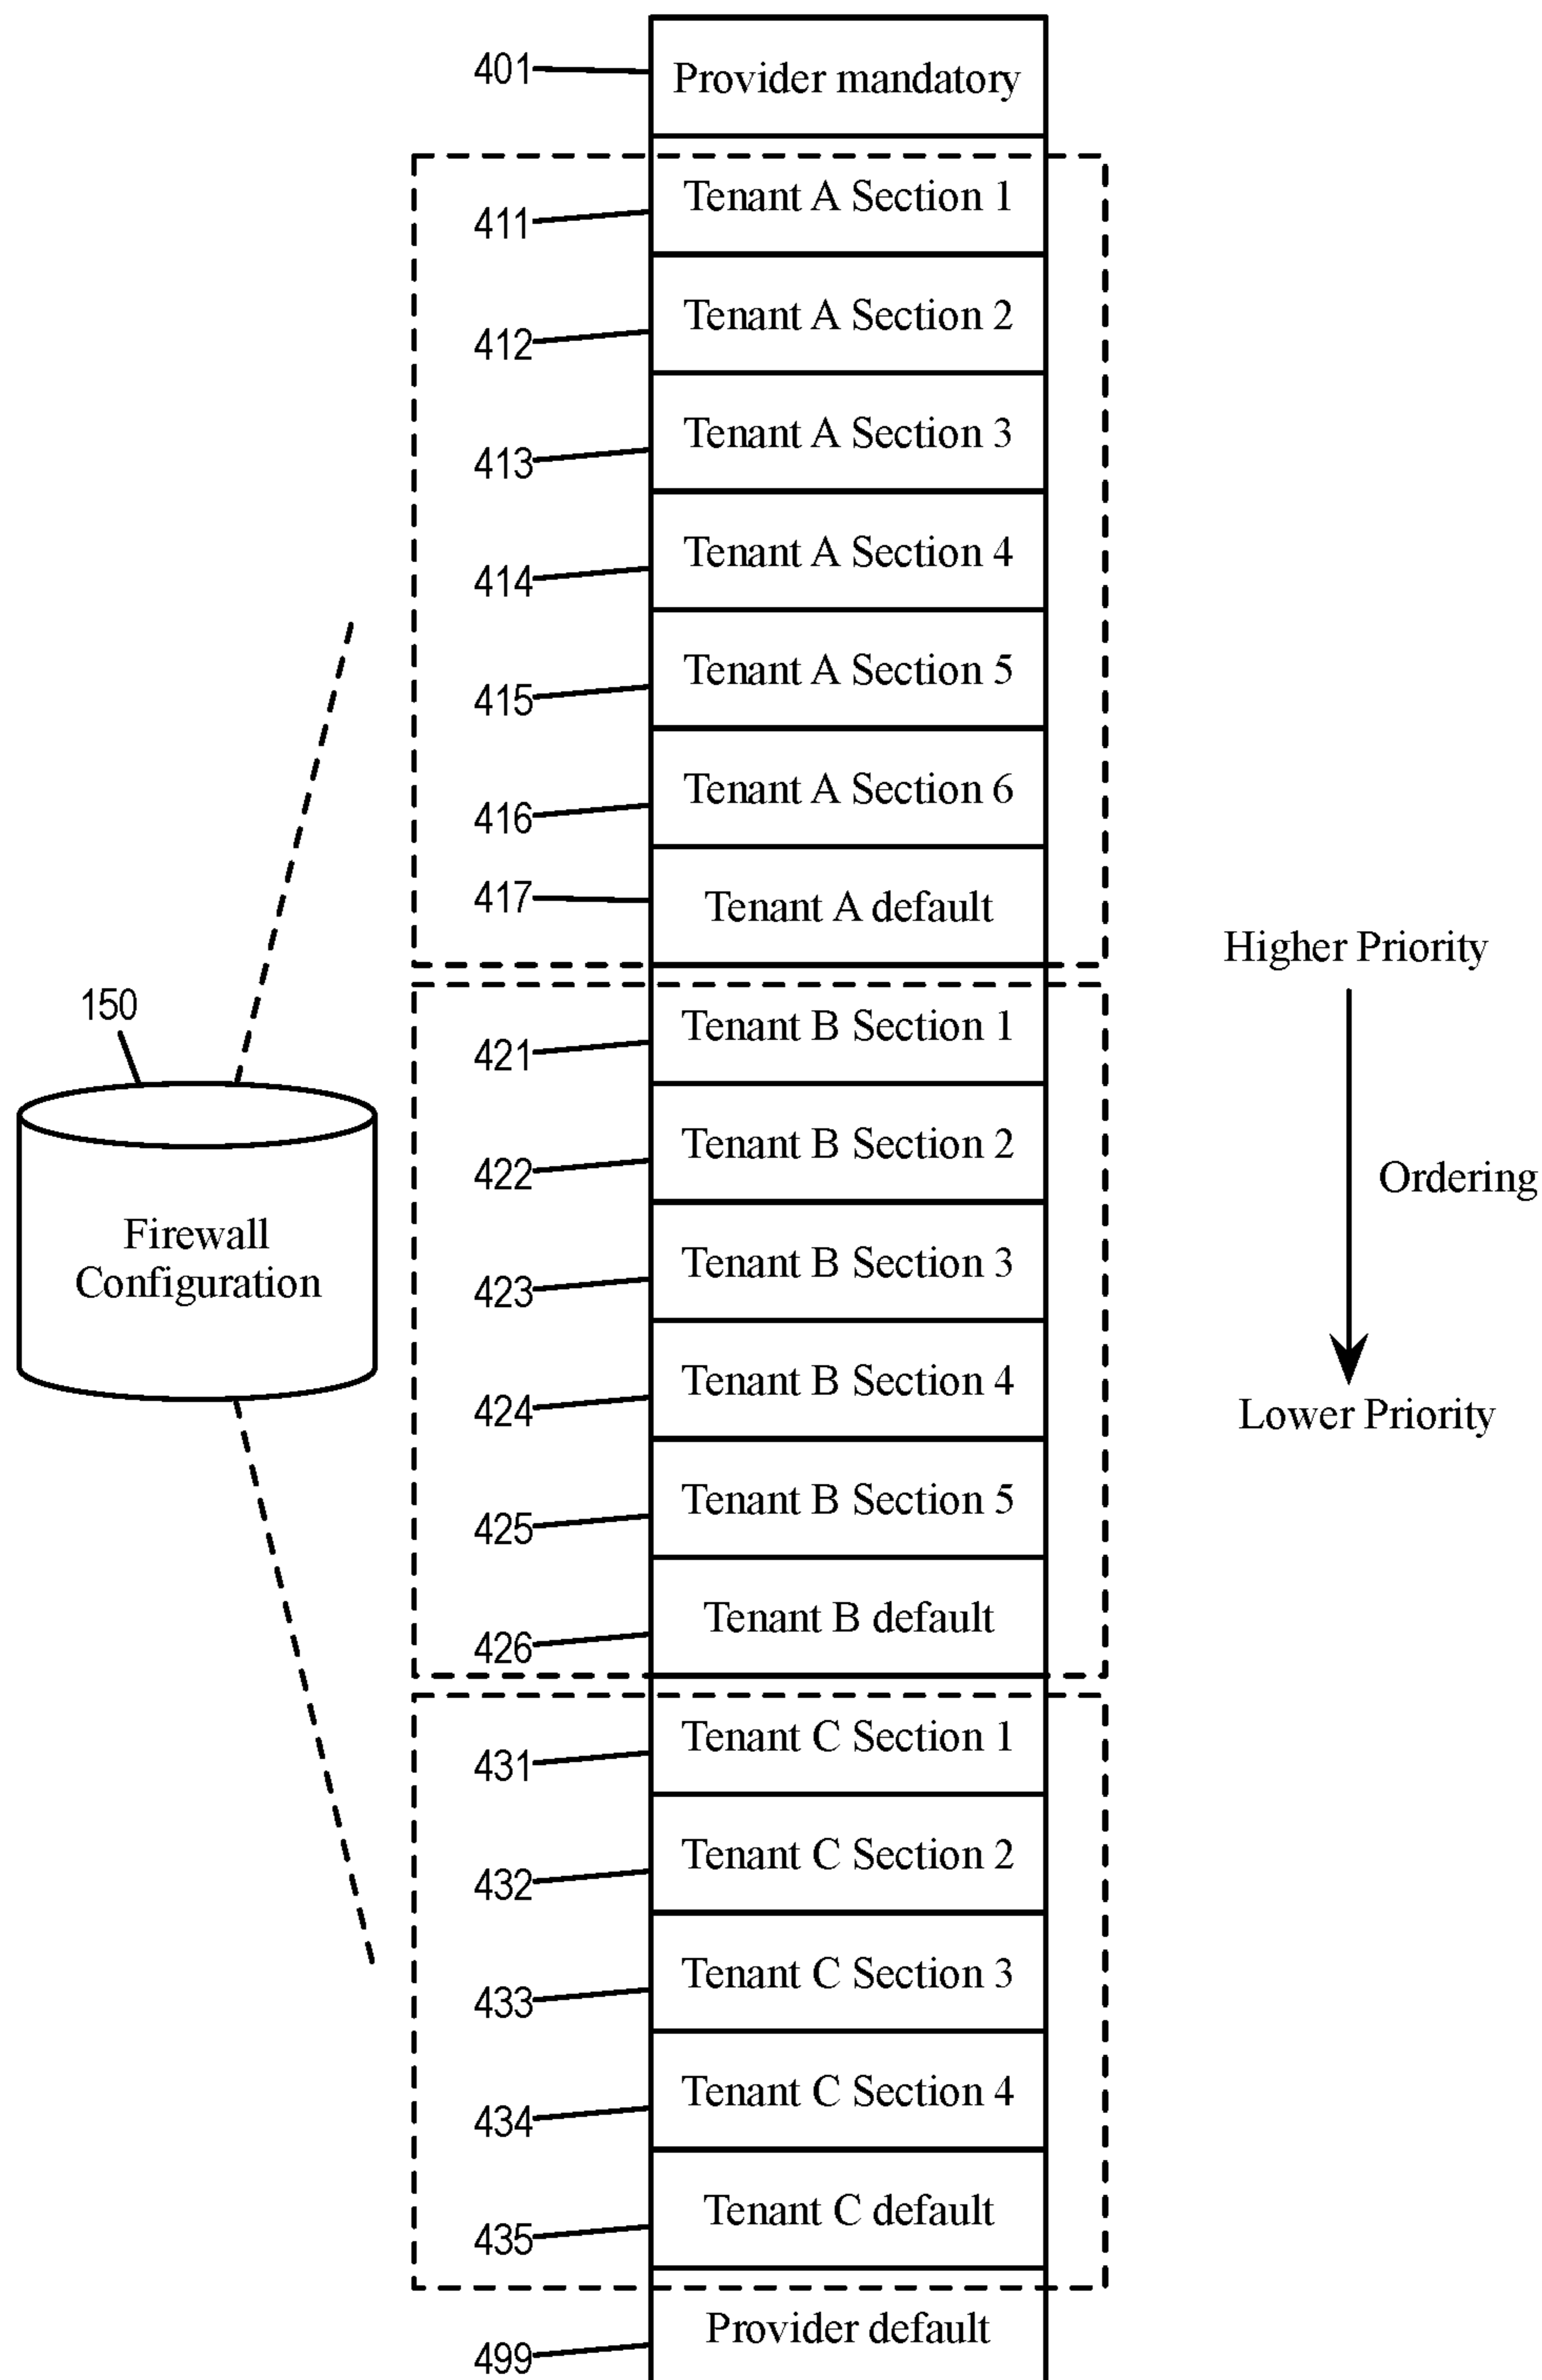 401
Provider mandatory
411
Tenant A Section 1
412
Tenant A Section 2
413
Tenant A Section 3
414
Tenant A Section 4
415
Tenant A Section 5
416
Tenant A Section 6
417
Tenant A default
421
Tenant B Section 1
422
Tenant B Section 2
423
Tenant B Section 3
424
Tenant B Section 4
425
Tenant B Section 5
426
Tenant B default
431
Tenant C Section 1
432
Tenant C Section 2
433
Tenant C Section 3
434
Tenant C Section 4
435
Tenant C default
499
Provider default
150
Firewall
Configuration
Higher Priority
Ordering
Lower Priority